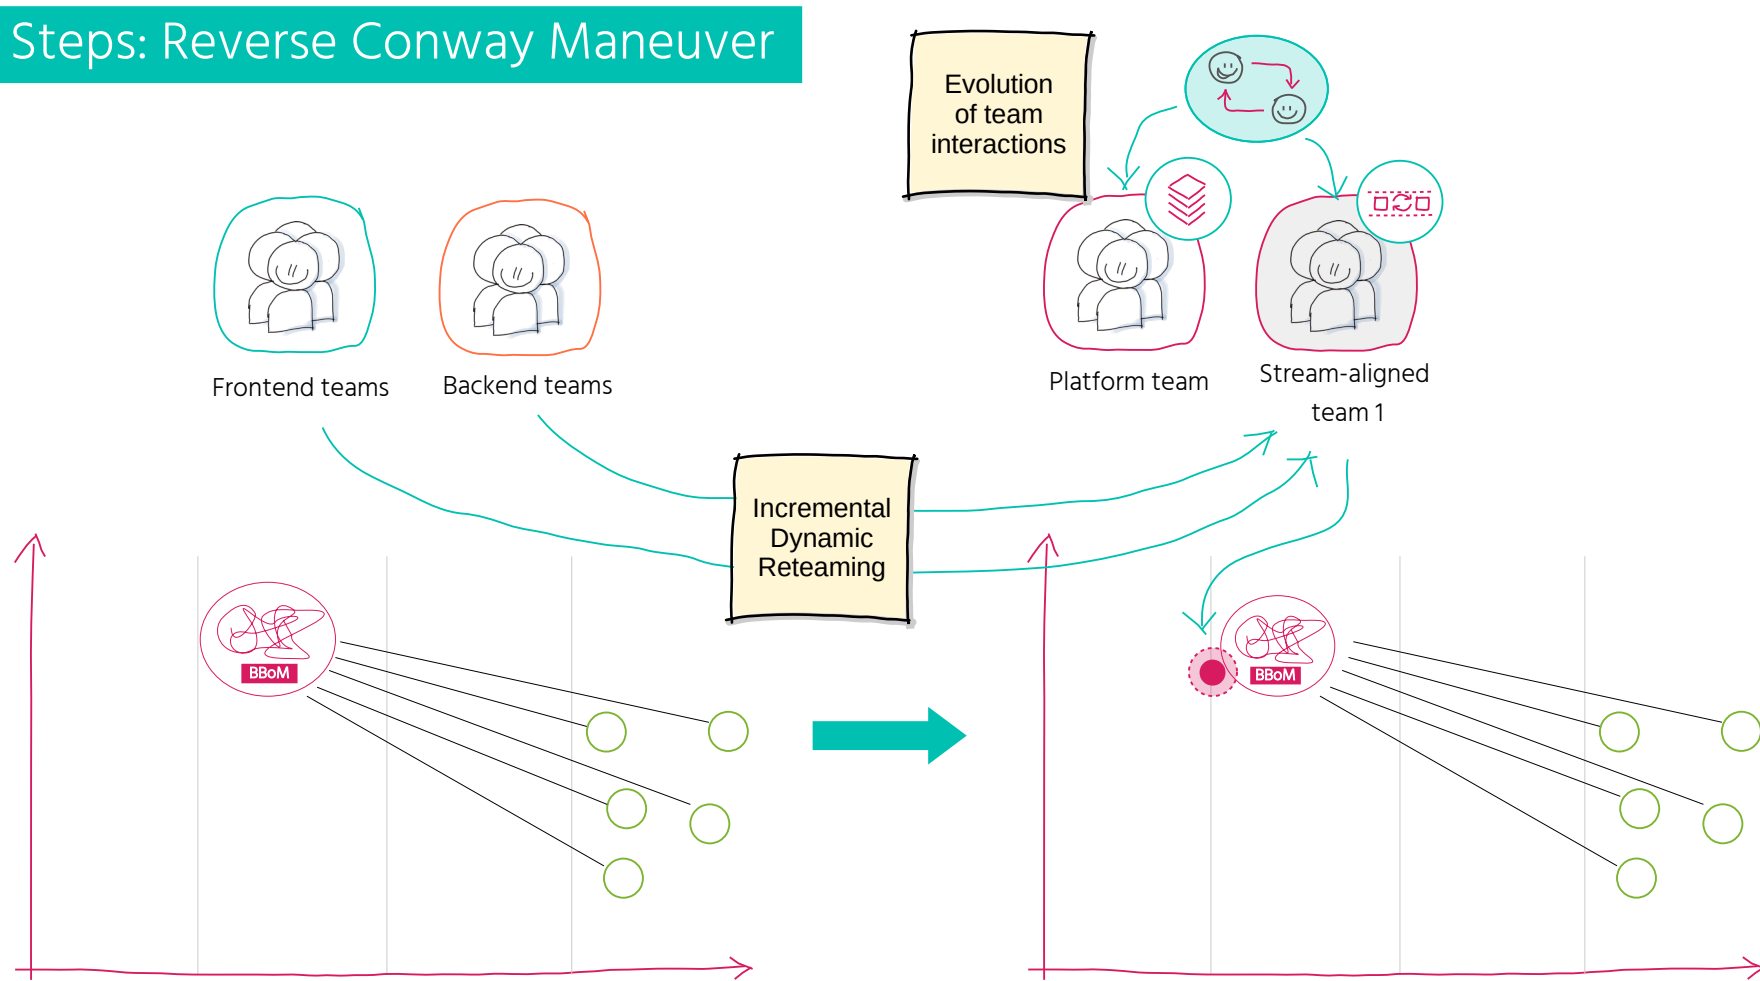 Steps: Reverse Conway Maneuver
Evolution
of team
interactions
Frontend teams
Backend teams
Platform team
Stream-aligned
team 1
Incremental
Dynamic
Reteaming
BBoM
BBoM